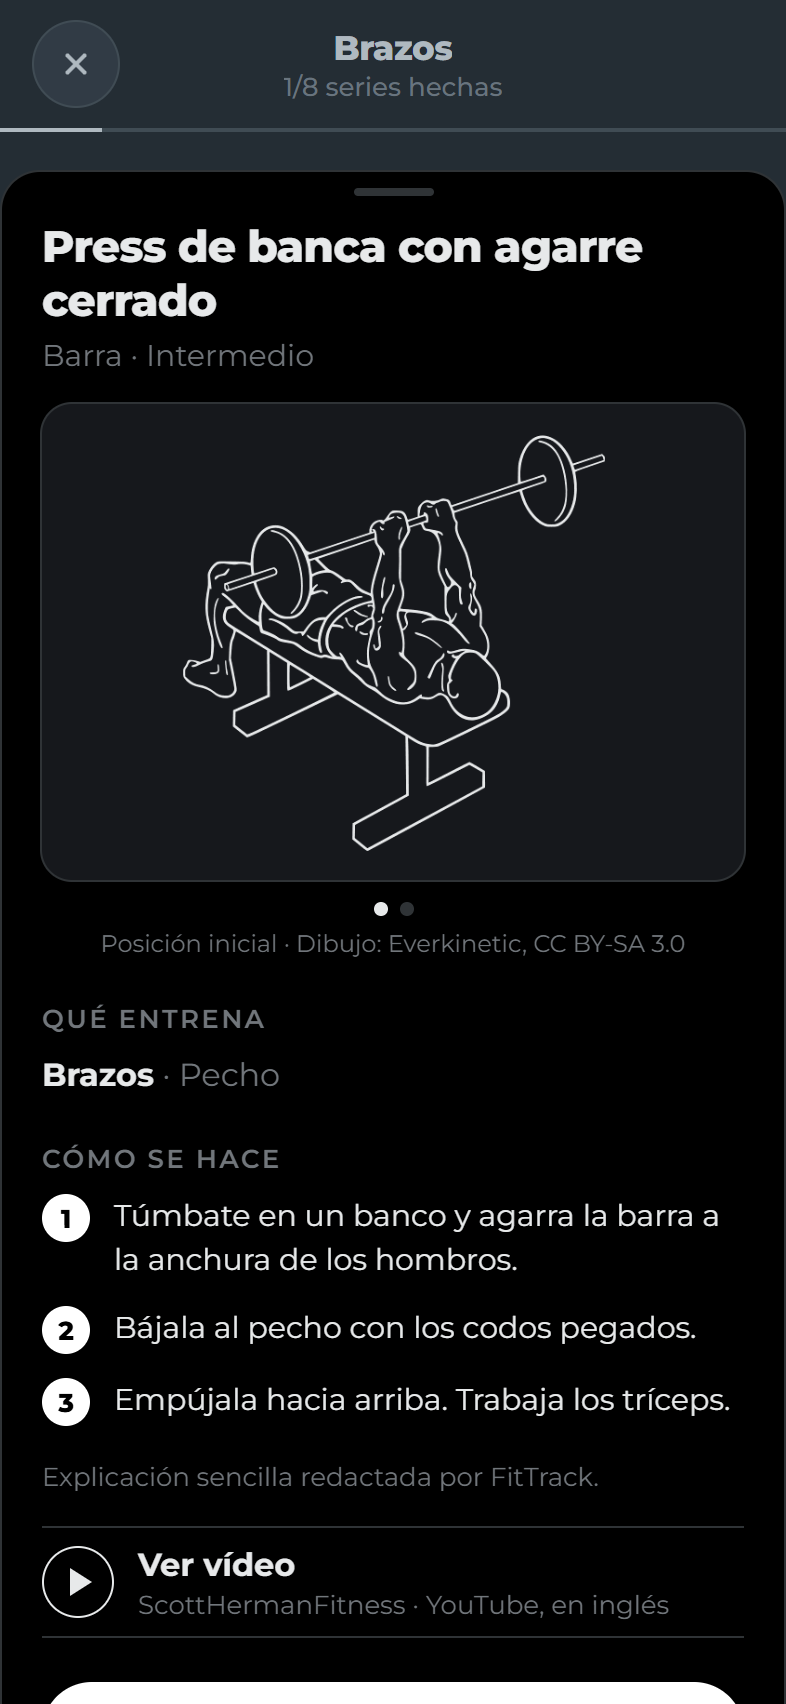 Brazos
1/8 series hechas
Press de banca con agarre
cerrado
Barra · Intermedio
Posición inicial · Dibujo: Everkinetic, CC BY-SA 3.0
QUÉ ENTRENA
Brazos · Pecho
CÓMO SE HACE
1 Túmbate en un banco y agarra la barra a
la anchura de los hombros.
2 Bájala al pecho con los codos pegados.
3 Empújala hacia arriba. Trabaja los tríceps.
Explicación sencilla redactada por FitTrack.
Ver vídeo
ScottHermanFitness · YouTube, en inglés